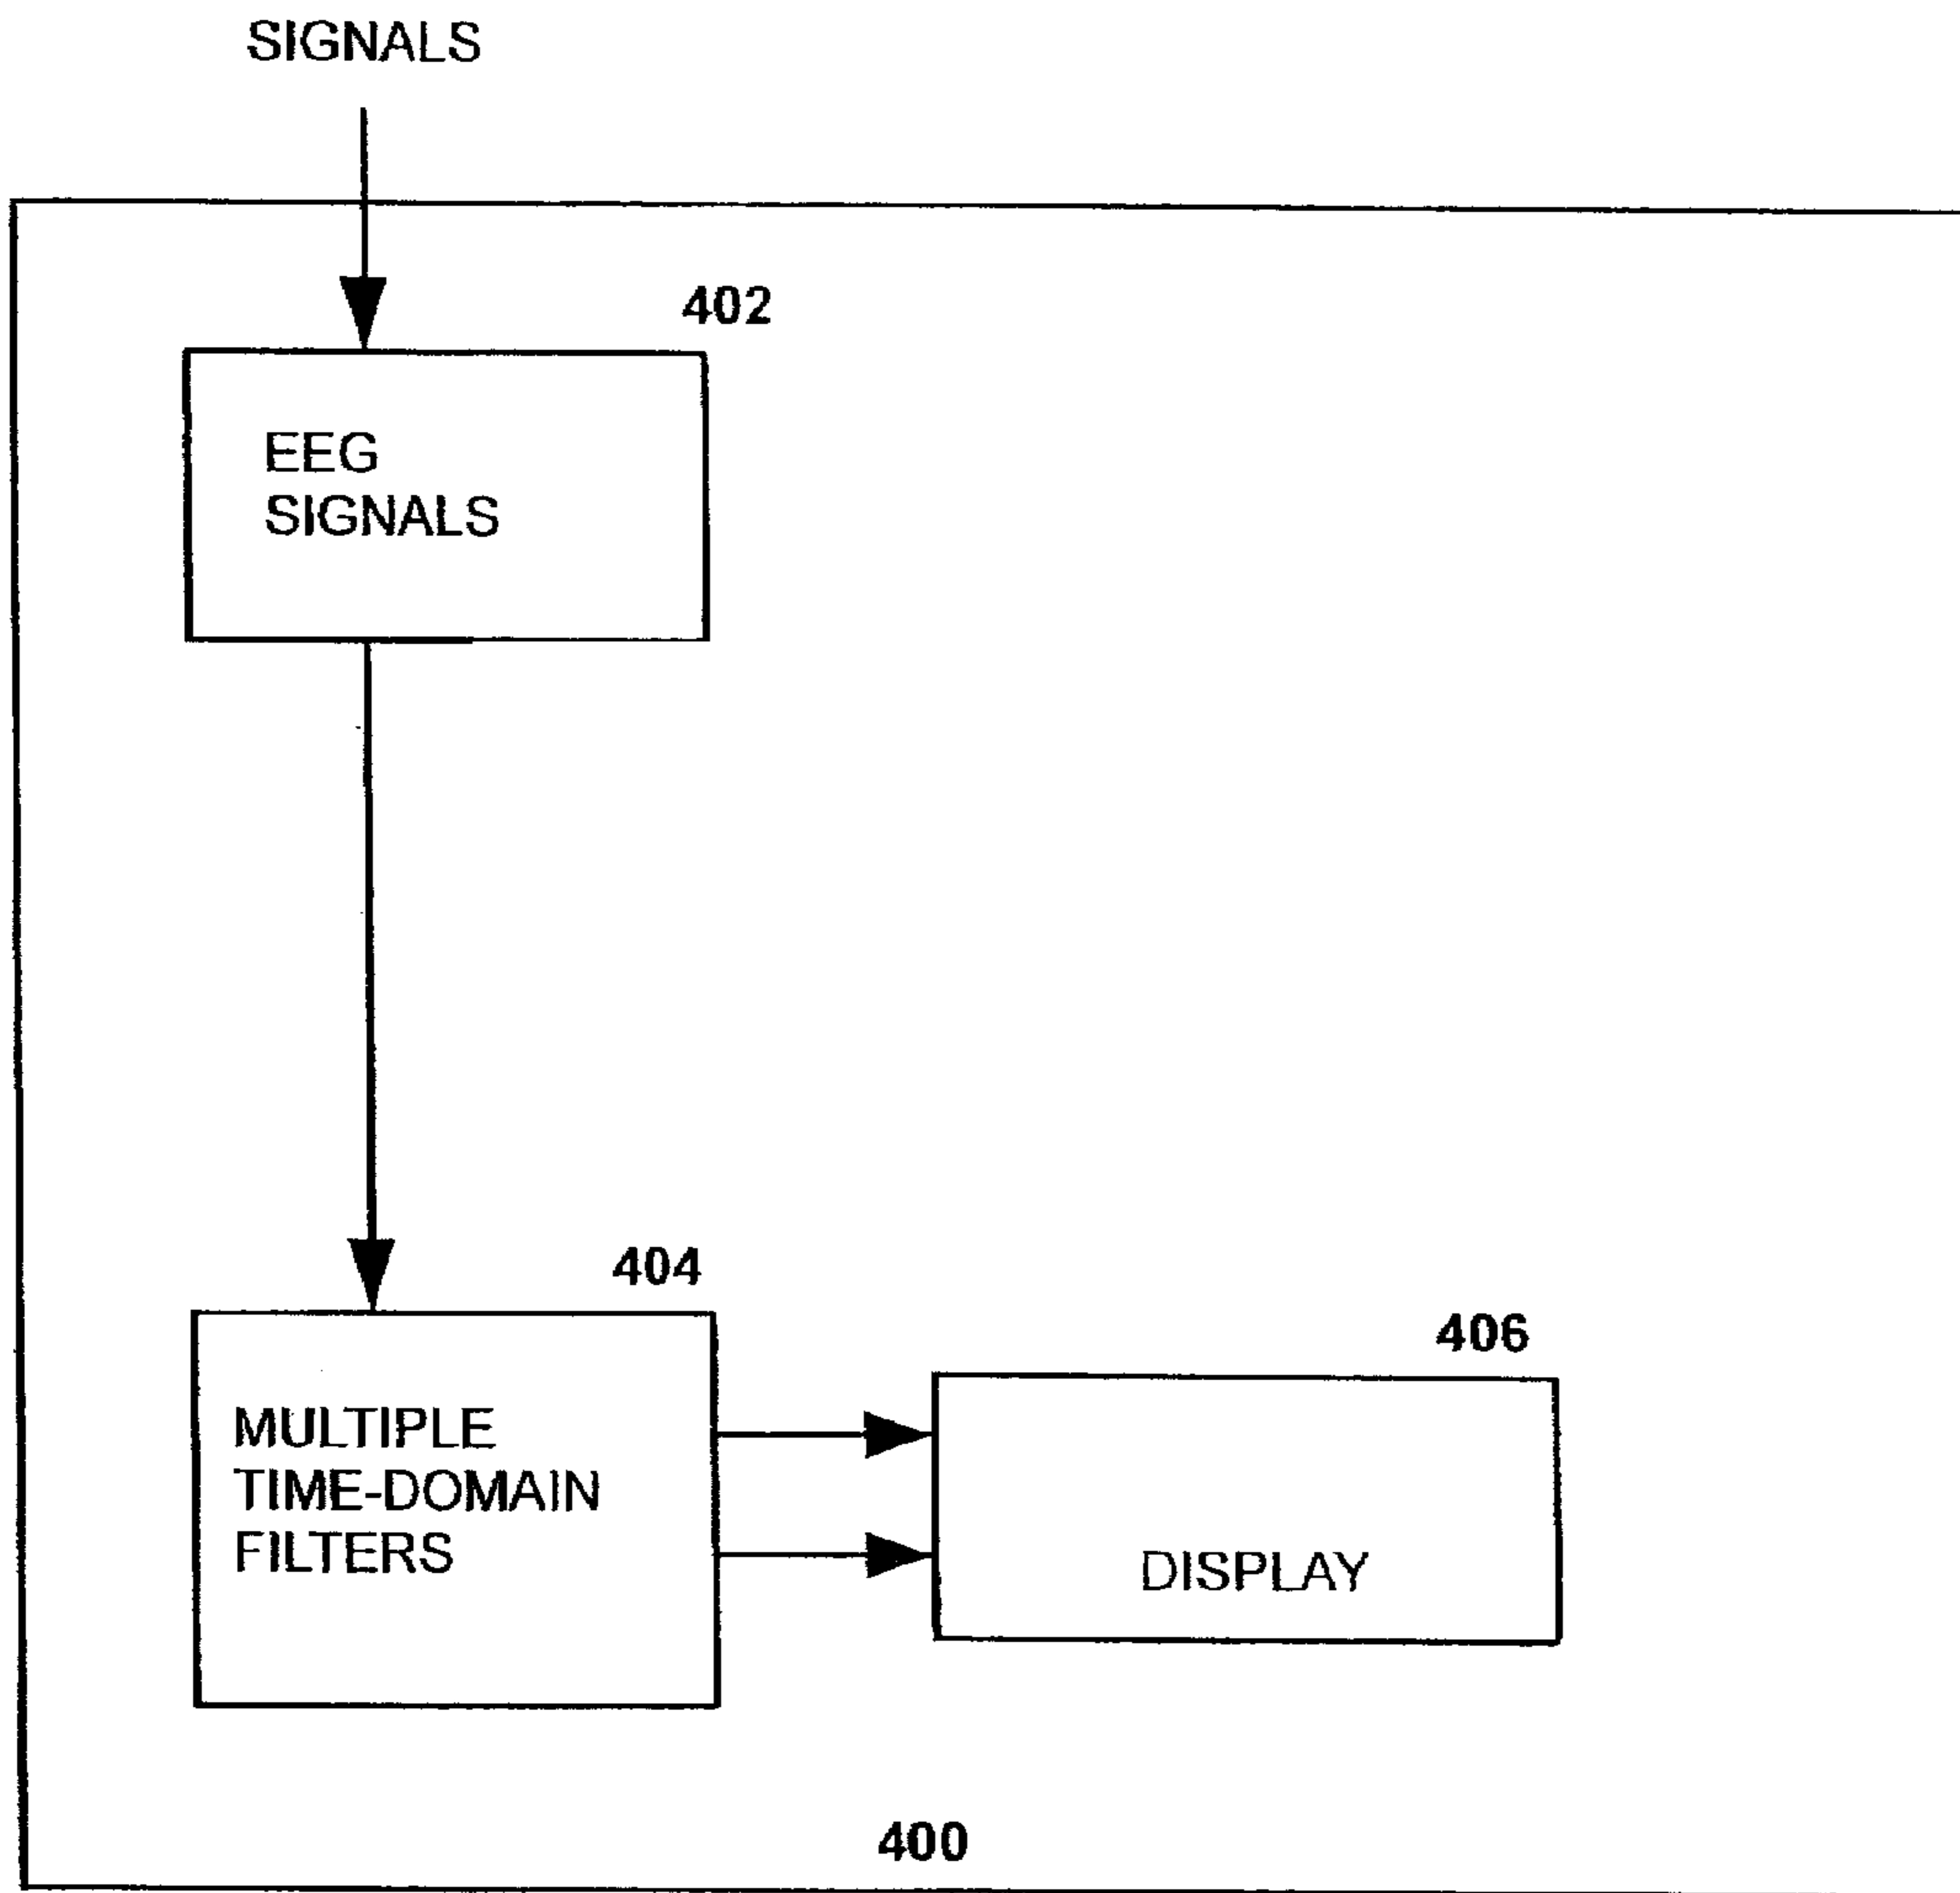 SIGNALS
402
EEG
SIGNALS
404
406
MULTIPLE
TIME-DOMAIN
FILTERS
DISPLAY
400